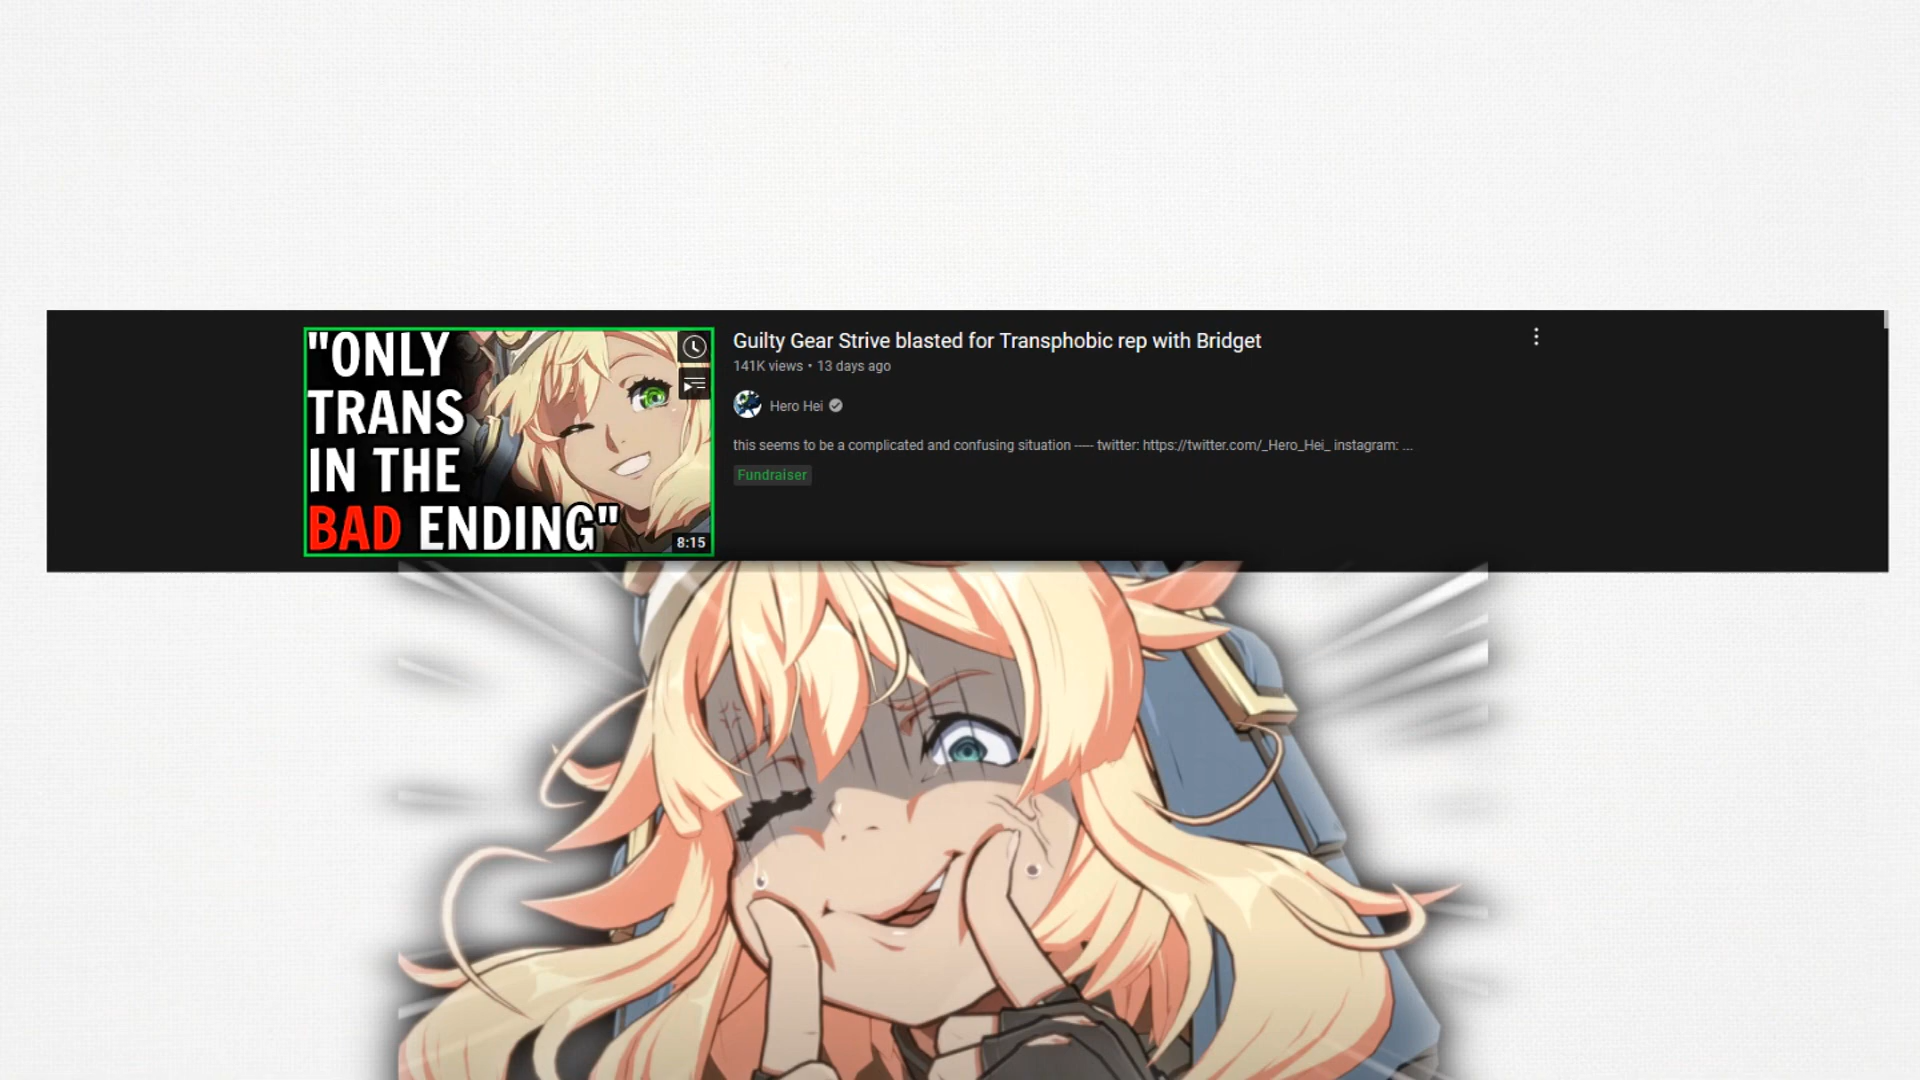 "ONLY
TRANS
IN THE
BAD ENDING"
8:15
Guilty Gear Strive blasted for Transphobic rep with Bridget
141K views • 13 days ago
Hero Hei
this seems to be a complicated and confusing situation ----- twitter: https://twitter.com/_Hero_Hei_ instagram: ...
Fundraiser